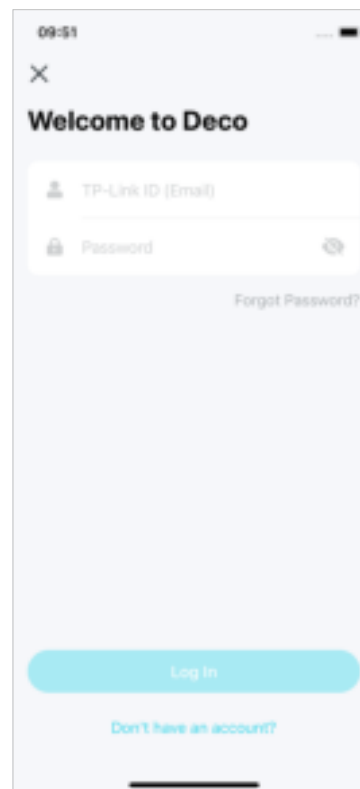 09:51
Welcome to Deco
TP-Link ID (Email)
Password
Forgot Password?
Log In
Don't have an account?